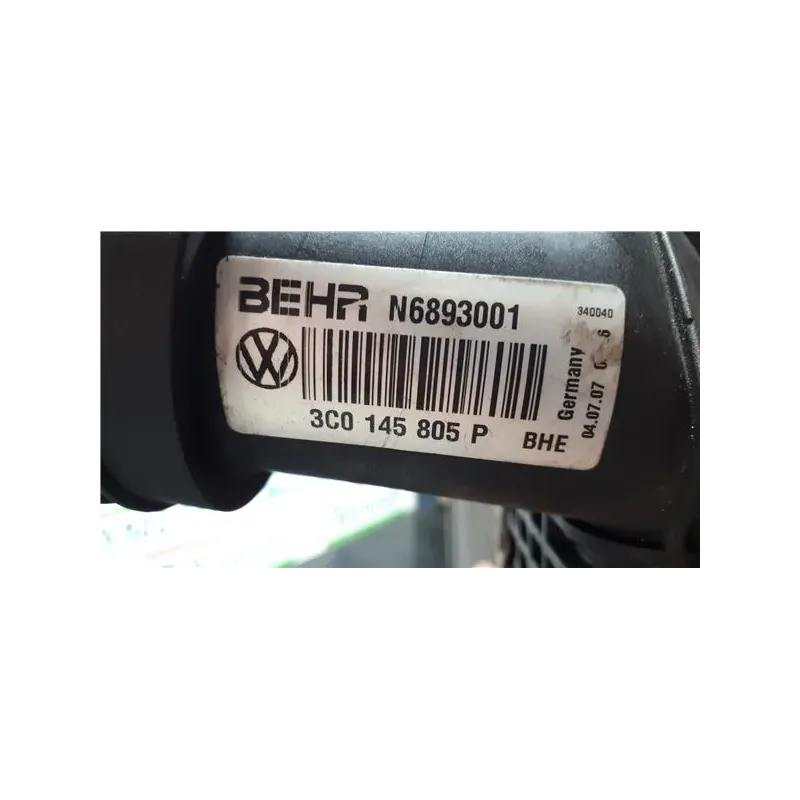 BEHR N6893001 340040
3C0 145 805 P BHE
Germany
04.07.07